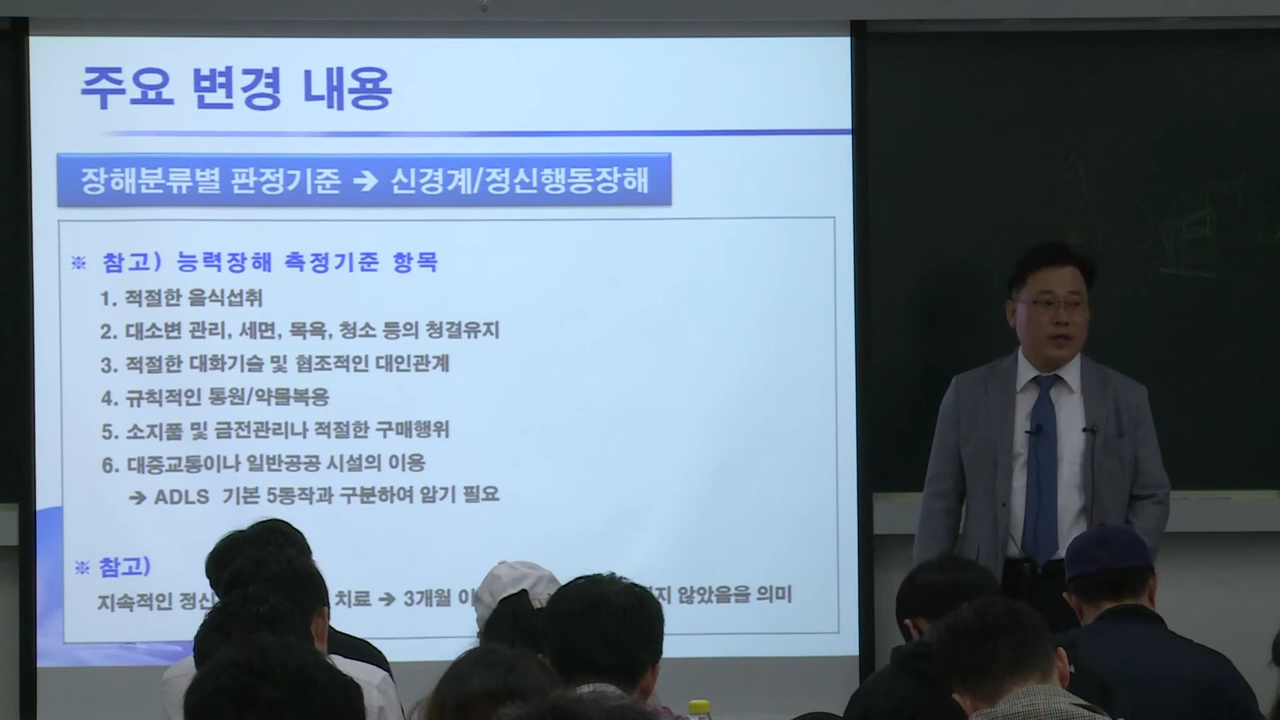 주요 변경 내용
장해분류별 판정기준 → 신경계/정신행동장해
※ 참고) 능력장해 측정기준 항목
1. 적절한 음식섭취
2. 대소변 관리, 세면, 목욕, 청소 등의 청결유지
3. 적절한 대화기술 및 협조적인 대인관계
4. 규칙적인 통원/약물복용
5. 소지품 및 금전관리나 적절한 구매행위
6. 대중교통이나 일반공공 시설의 이용
→ ADLS 기본 5동작과 구분하여 암기 필요
※ 참고)
지속적인 치료 → 3개월 않았음을 의미